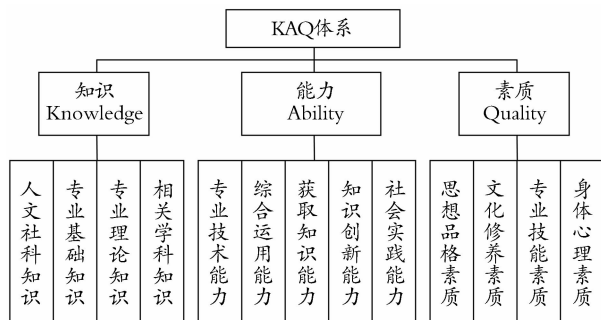 KAQ体系
知识
Knowledge
能力
Ability
素质
Quality
人文社科知识
专业基础知识
专业理论知识
相关学科知识
专业技术能力
综合运用能力
获取知识能力
知识创新能力
社会实践能力
思想品格素质
文化修养素质
专业技能素质
身体心理素质